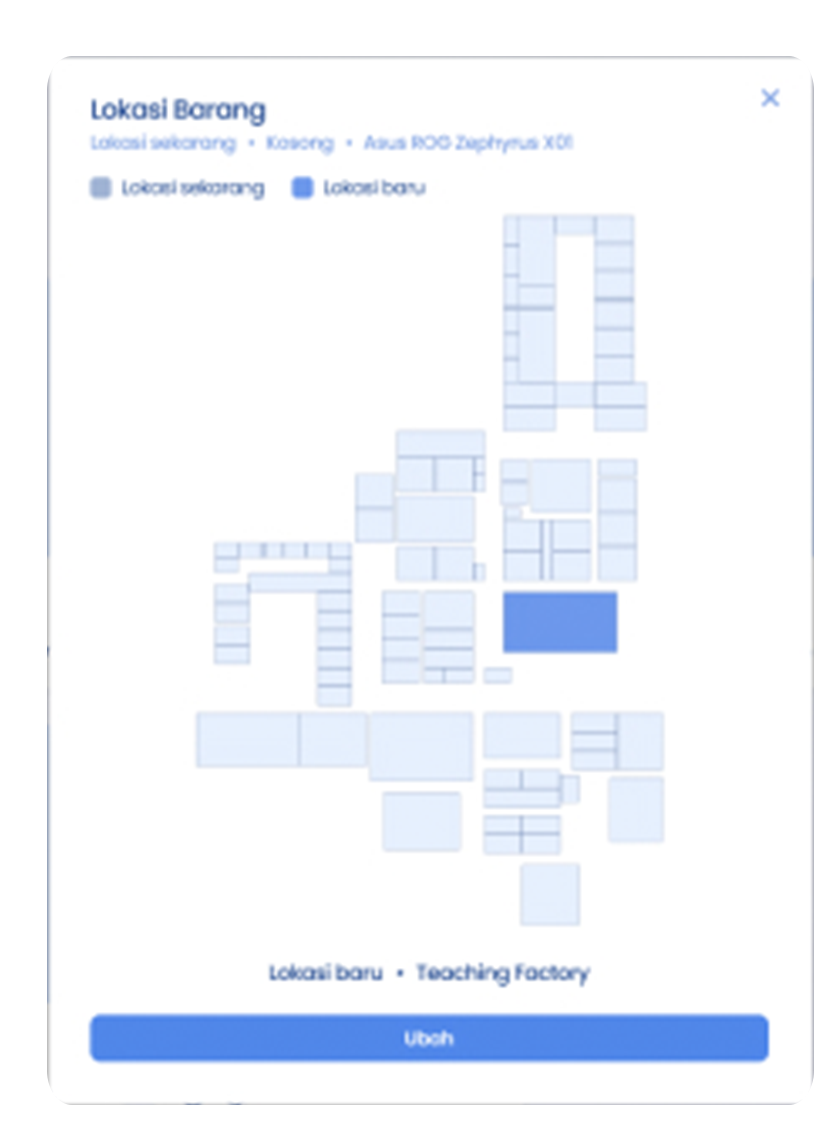 Lokasi Barang
Lokasi sekarang • Kosong • Asus ROG Zephyrus X01
Lokasi sekarang Lokasi baru
Lokasi baru • Teaching Factory
Ubah